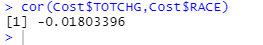 > cor(Cost$TOTCHG,Cost$RACE)
[1] -0.01803396
>